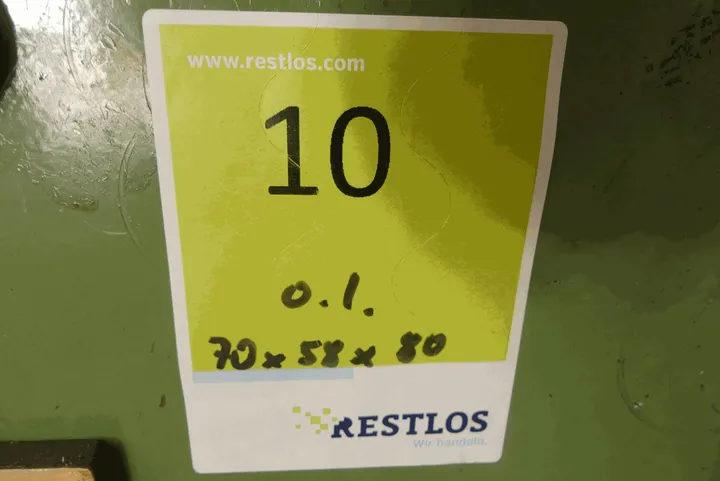 www.restlos.com
10
o.l.
70 x 58 x 80
RESTLOS
Wir handeln.